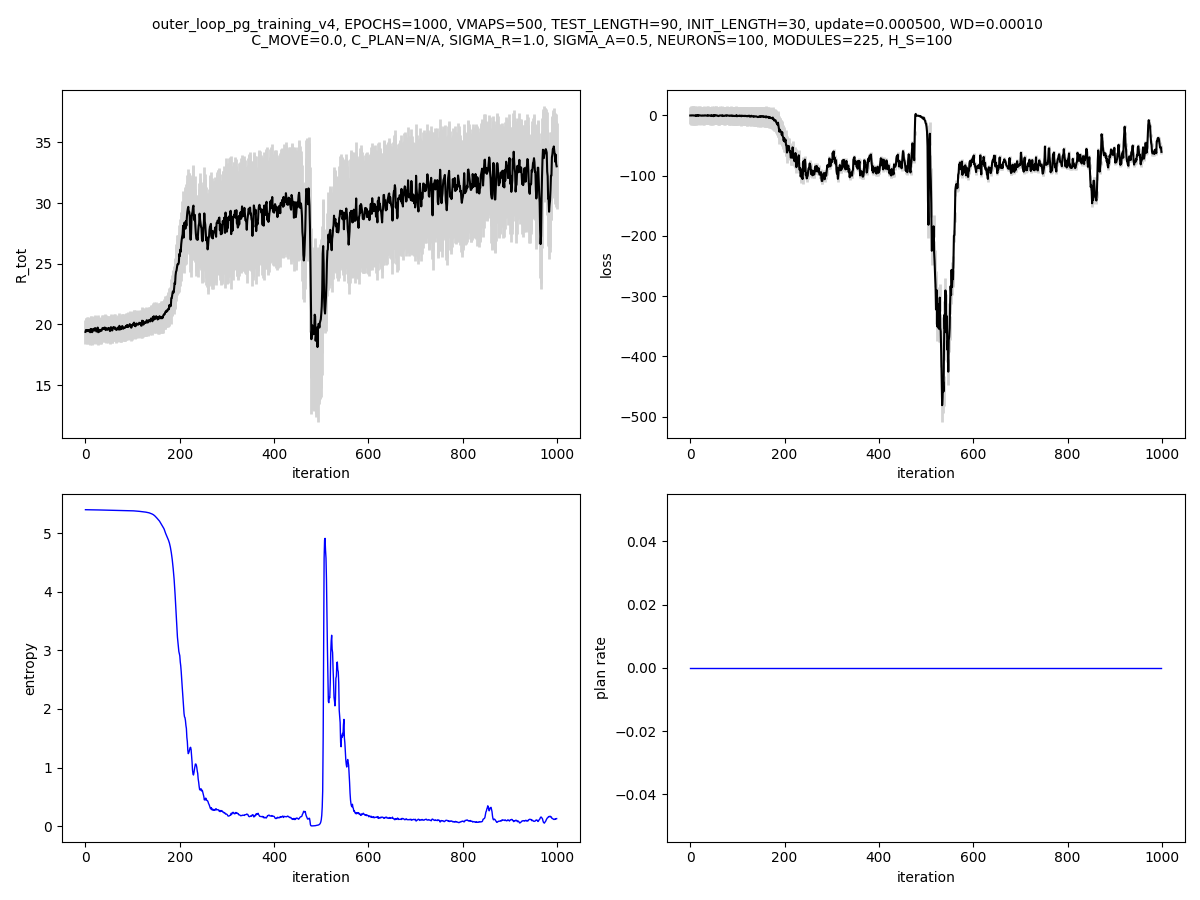 outer_loop_pg_training_v4, EPOCHS=1000, VMAPS=500, TEST_LENGTH=90, INIT_LENGTH=30, update=0.000500, WD=0.00010
C_MOVE=0.0, C_PLAN=N/A, SIGMA_R=1.0, SIGMA_A=0.5, NEURONS=100, MODULES=225, H_S=100
35
30
25
20
15
R_tot
0 200 400 600 800 1000
iteration
0
−100
−200
−300
−400
−500
loss
0 200 400 600 800 1000
iteration
5
4
3
2
1
0
entropy
0 200 400 600 800 1000
iteration
0.04
0.02
0.00
−0.02
−0.04
plan rate
0 200 400 600 800 1000
iteration